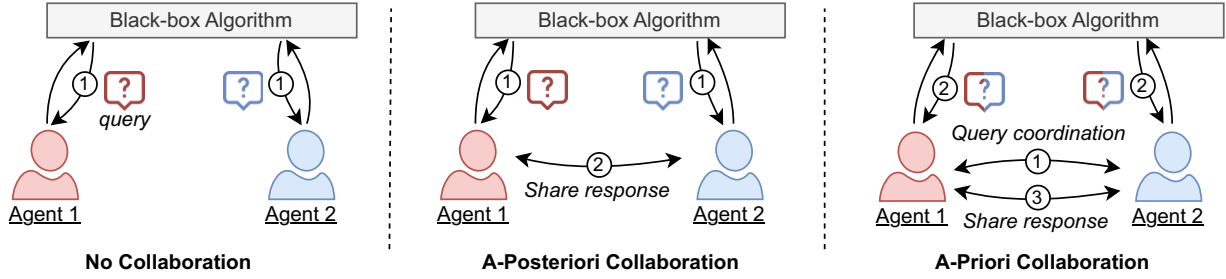 Black-box Algorithm
1
1
?
?
query
Agent 1
Agent 2
No Collaboration
Black-box Algorithm
1
1
?
?
2
Share response
Agent 1
Agent 2
A-Posteriori Collaboration
Black-box Algorithm
2
2
?
?
Query coordination
1
3
Share response
Agent 1
Agent 2
A-Priori Collaboration